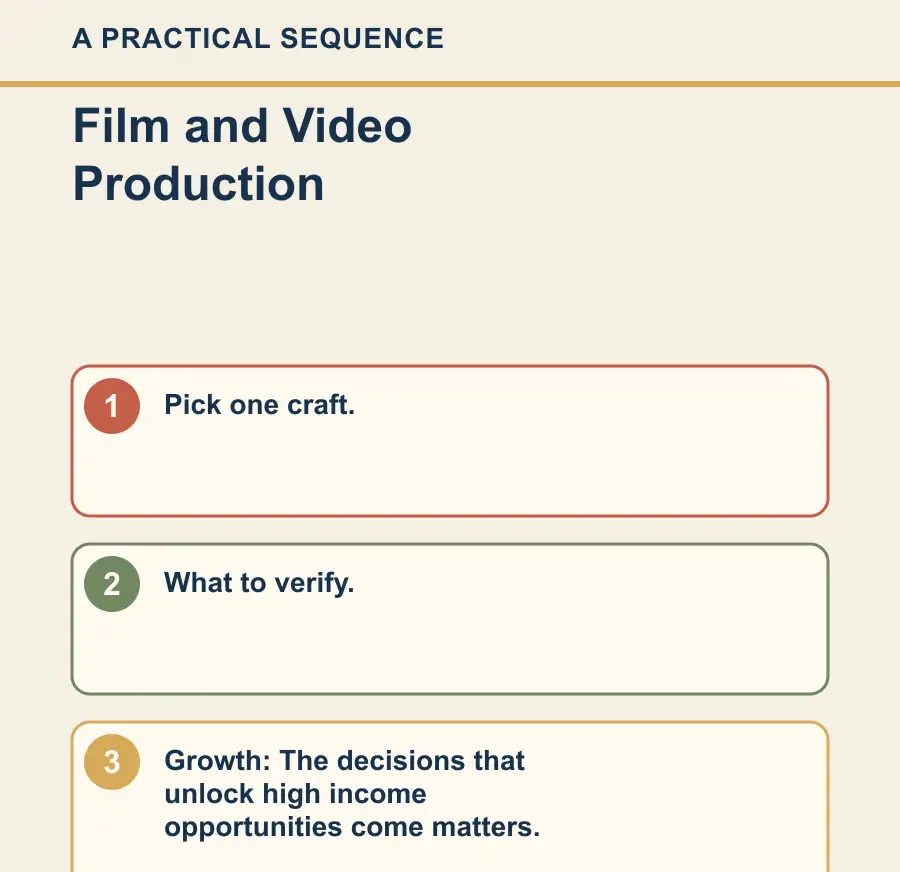 A PRACTICAL SEQUENCE
Film and Video
Production
1
Pick one craft.
2
What to verify.
3
Growth: The decisions that
unlock high income
opportunities come matters.